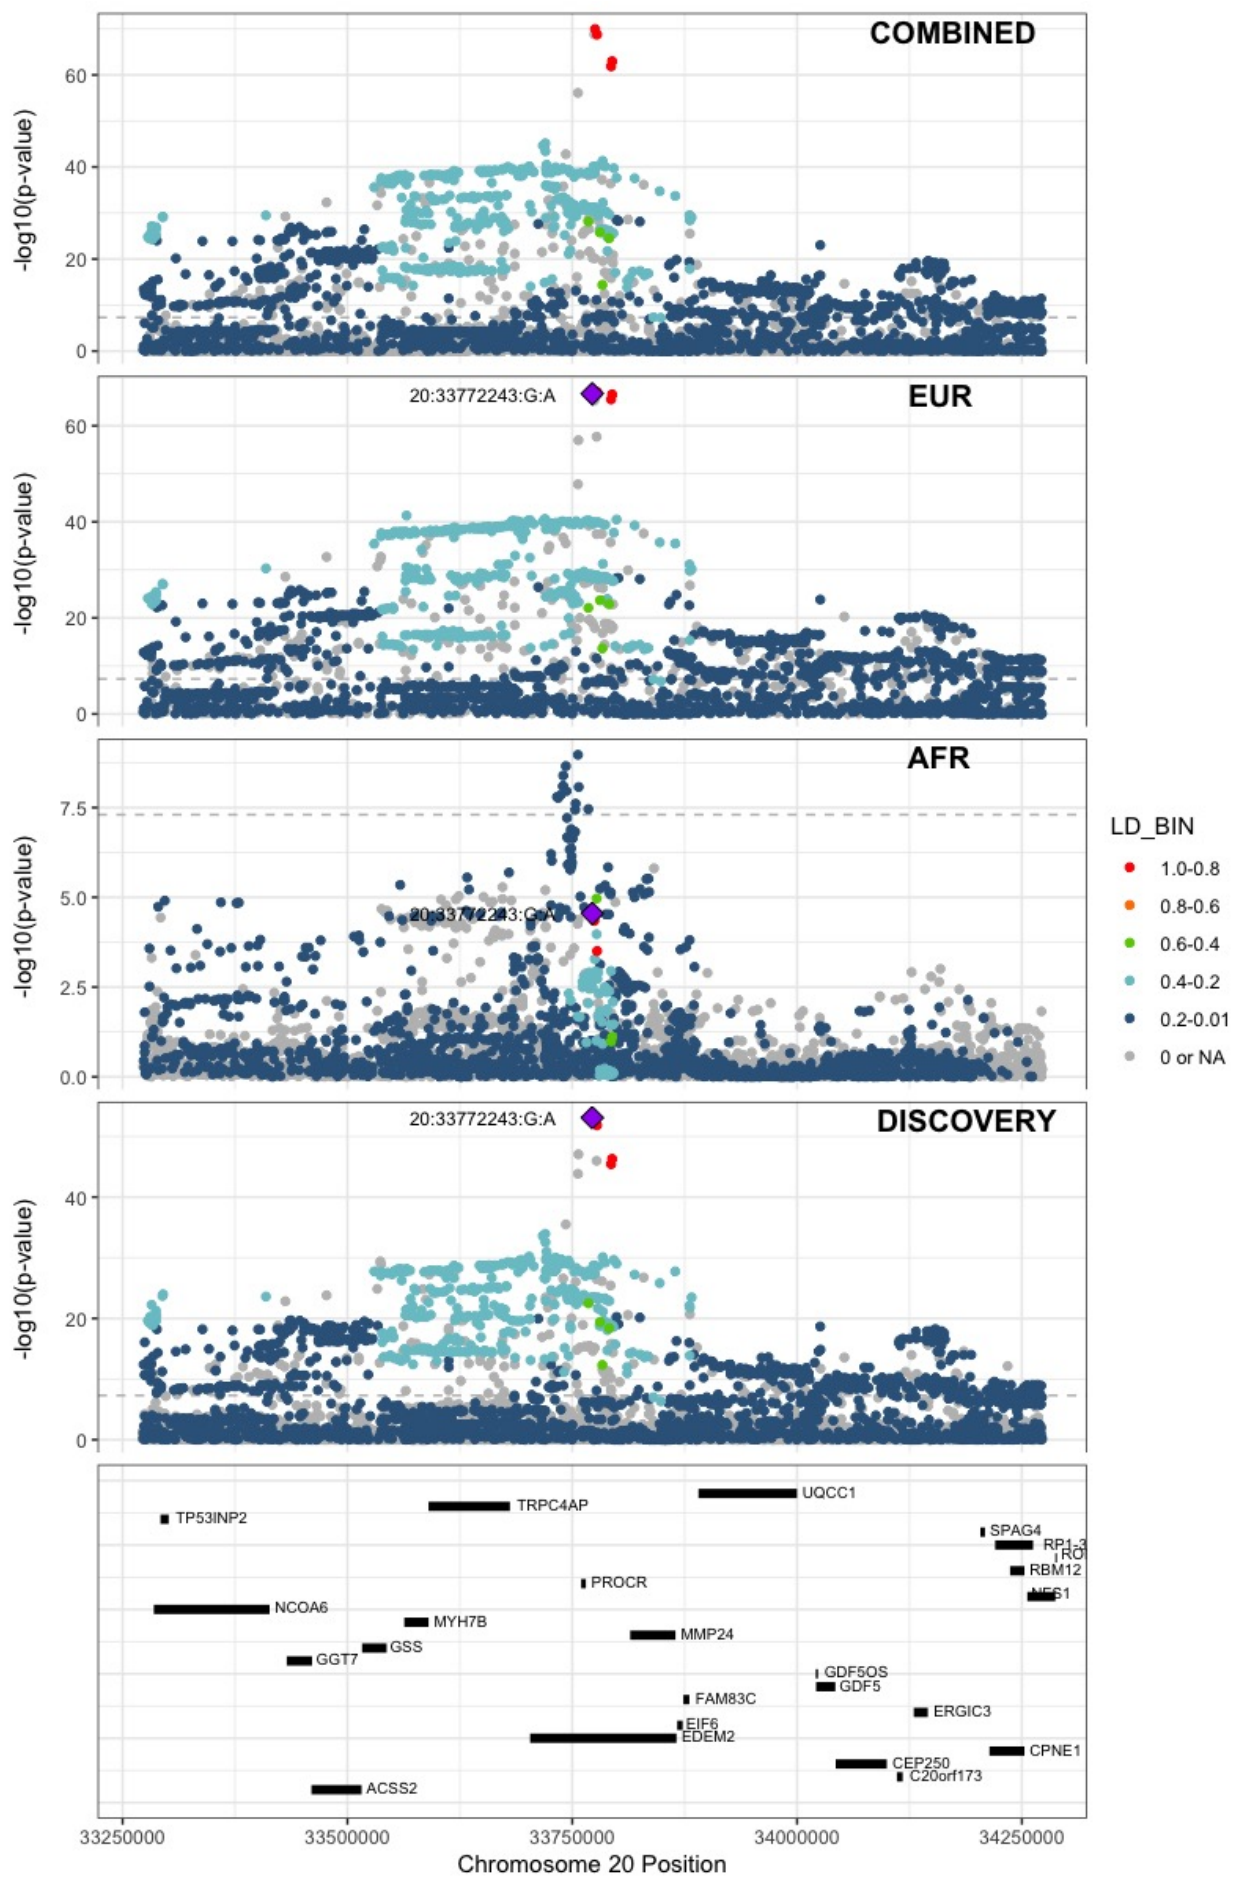 COMBINED
-log10(p-value)
60
40
20
0
EUR
20:33772243:G:A
-log10(p-value)
60
40
20
0
AFR
-log10(p-value)
7.5
5.0
20:33772243:G:A
2.5
0.0
LD_BIN
1.0-0.8
0.8-0.6
0.6-0.4
0.4-0.2
0.2-0.01
0 or NA
DISCOVERY
20:33772243:G:A
-log10(p-value)
40
20
0
UQCC1
TRPC4AP
TP53INP2
SPAG4
RP1-3
RBM12
PROCR
NFS1
NCOA6
MYH7B
MMP24
GSS
GGT7
GDF5OS
GDF5
FAM83C
ERGIC3
EIF6
EDEM2
CPNE1
CEP250
C20orf173
ACSS2
33250000 33500000 33750000 34000000 34250000
Chromosome 20 Position